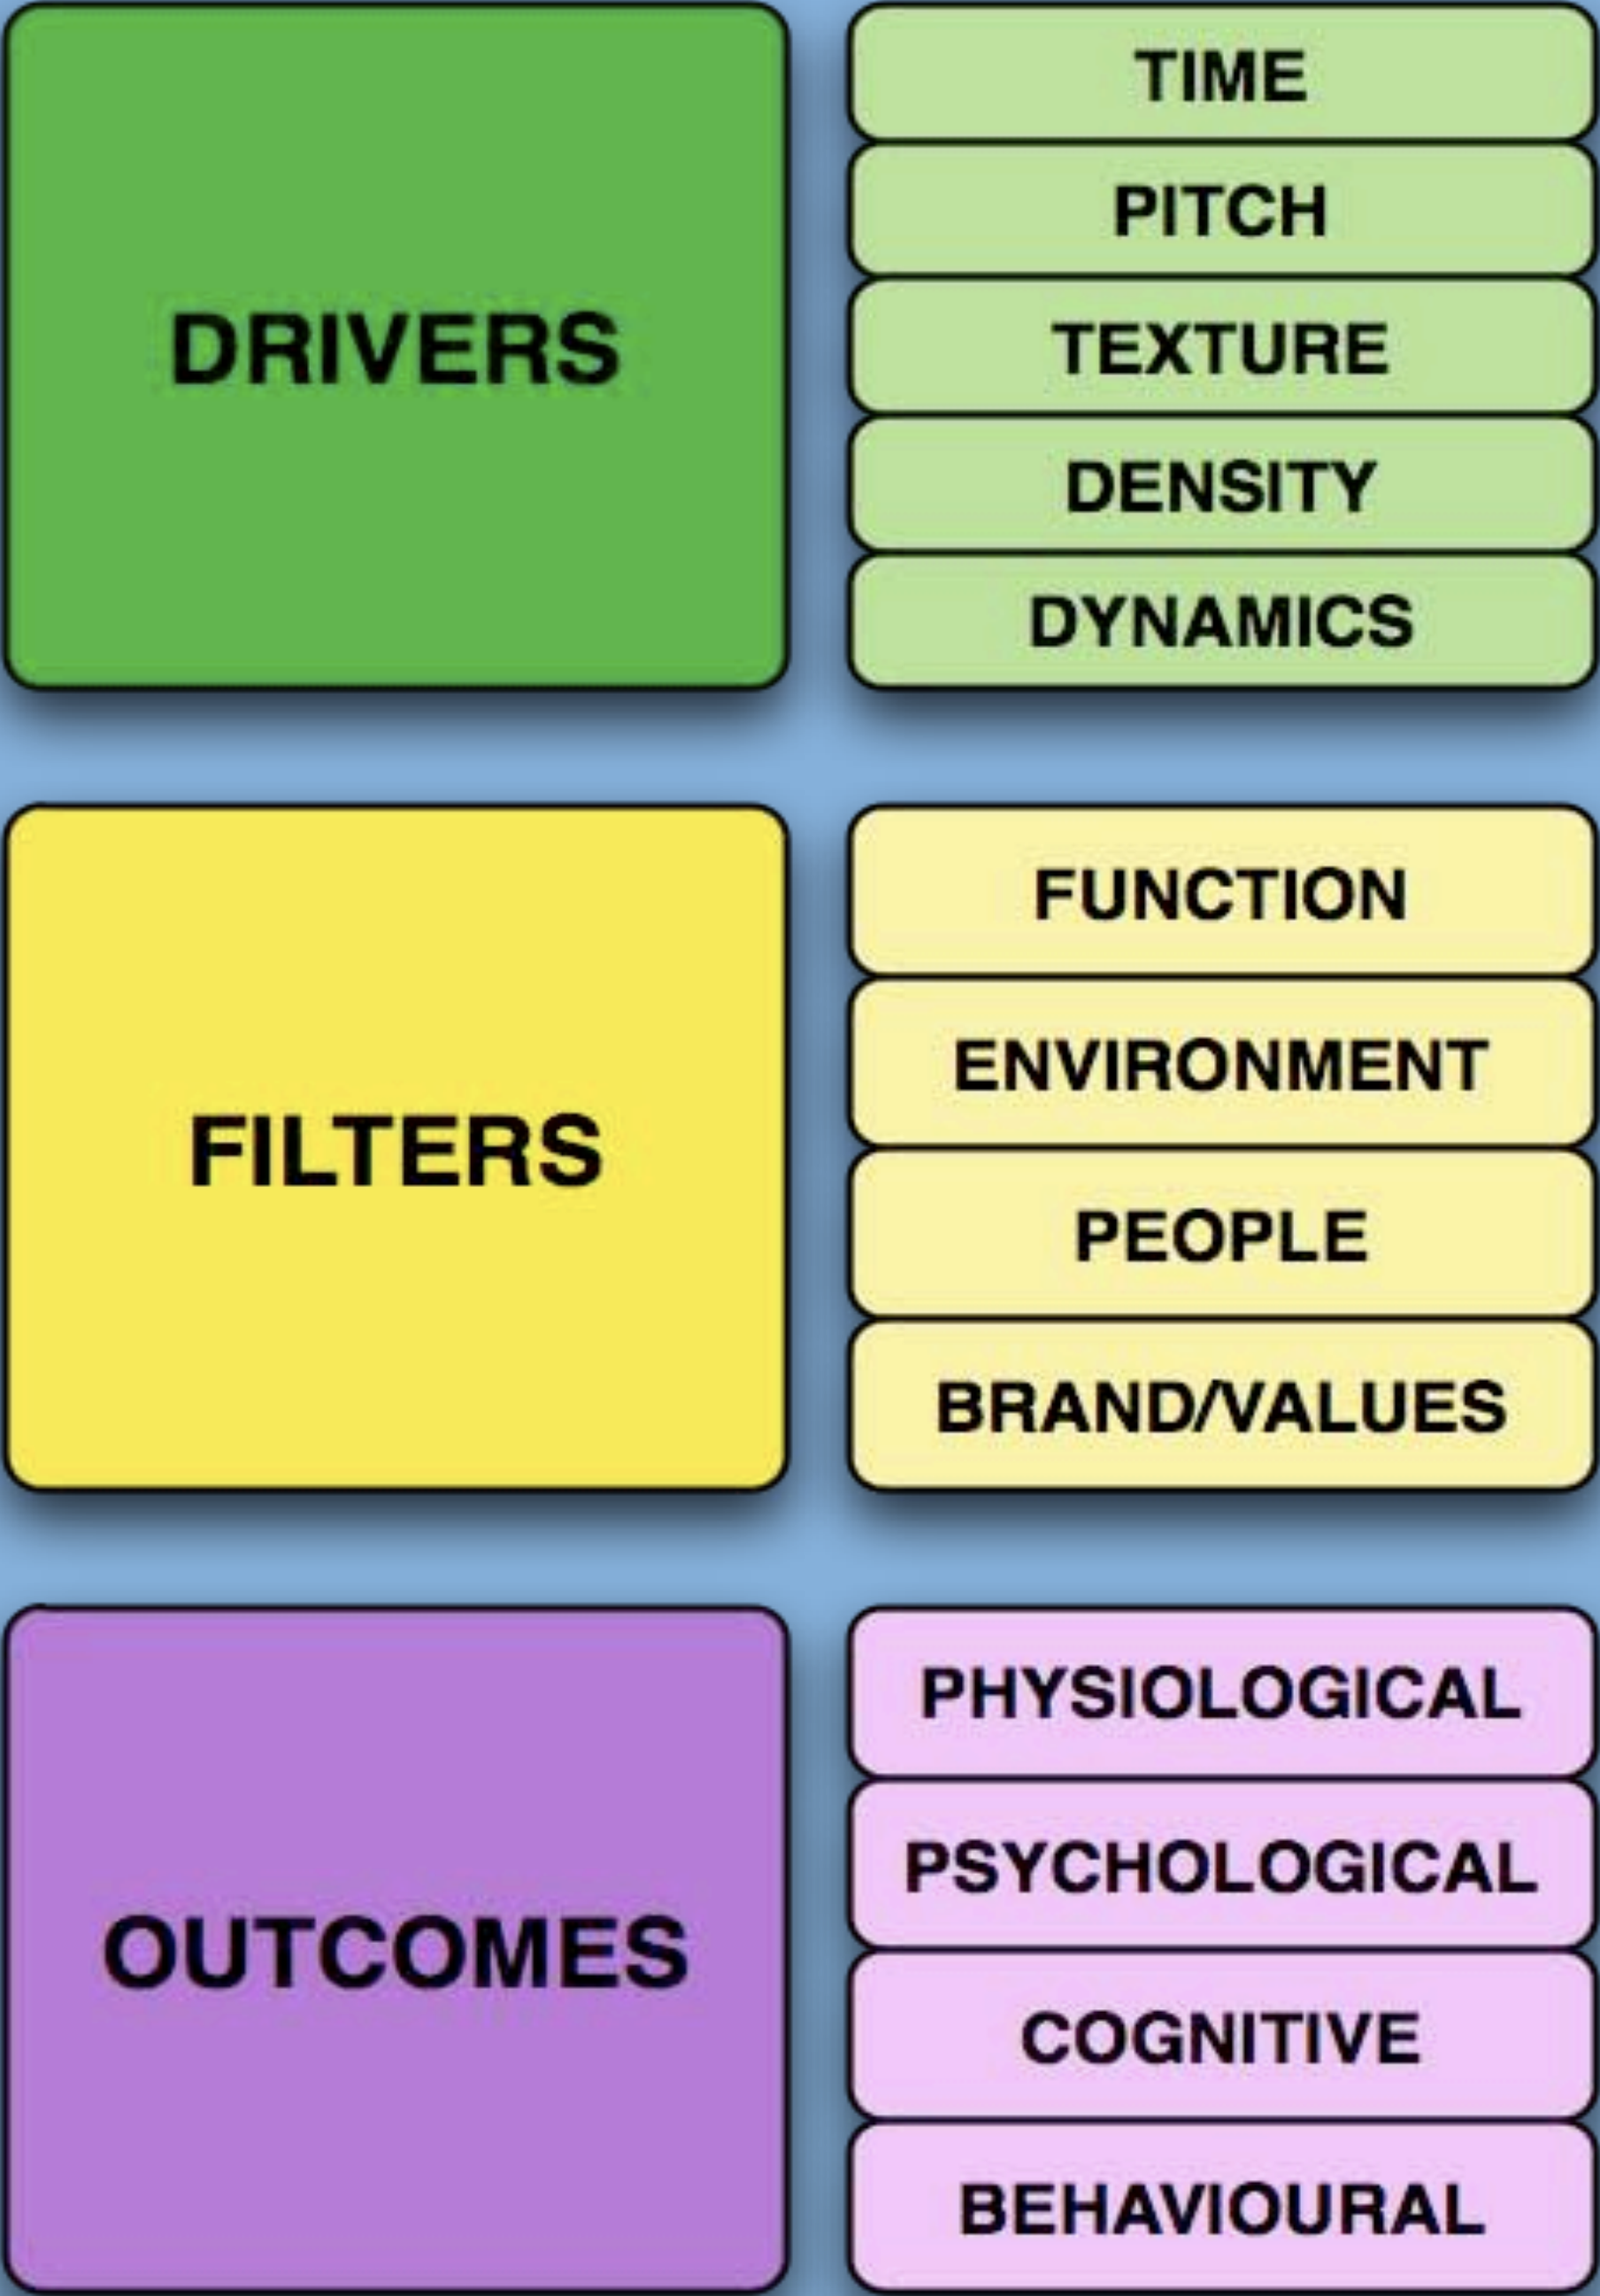 DRIVERS
TIME
PITCH
TEXTURE
DENSITY
DYNAMICS
FILTERS
FUNCTION
ENVIRONMENT
PEOPLE
BRAND/VALUES
OUTCOMES
PHYSIOLOGICAL
PSYCHOLOGICAL
COGNITIVE
BEHAVIOURAL